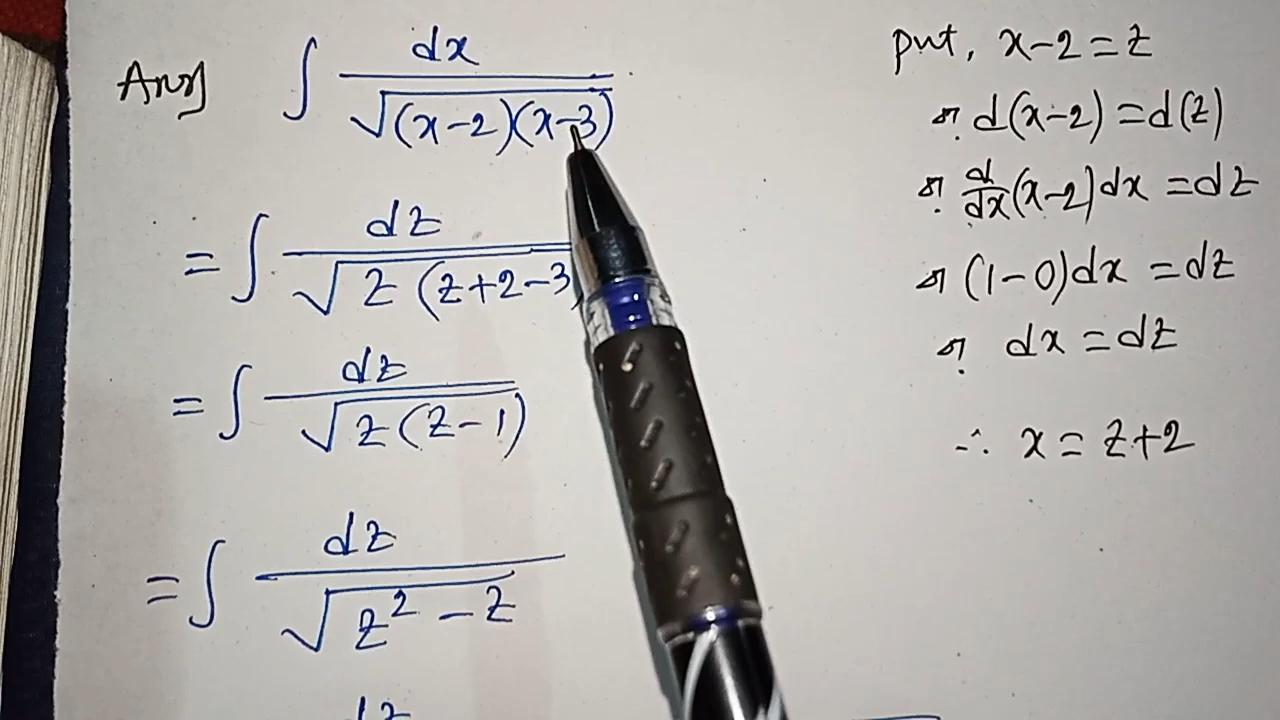 Ans ∫ dx / √(x-2)(x-3)
= ∫ dz / √z(z+2-3
= ∫ dz / √z(z-1)
= ∫ dz / √z² - z
dz
put, x-2 = z
বা, d(x-2) = d(z)
বা, d/dx (x-2) dx = dz
বা, (1-0)dx = dz
বা, dx = dz
∴ x = z+2